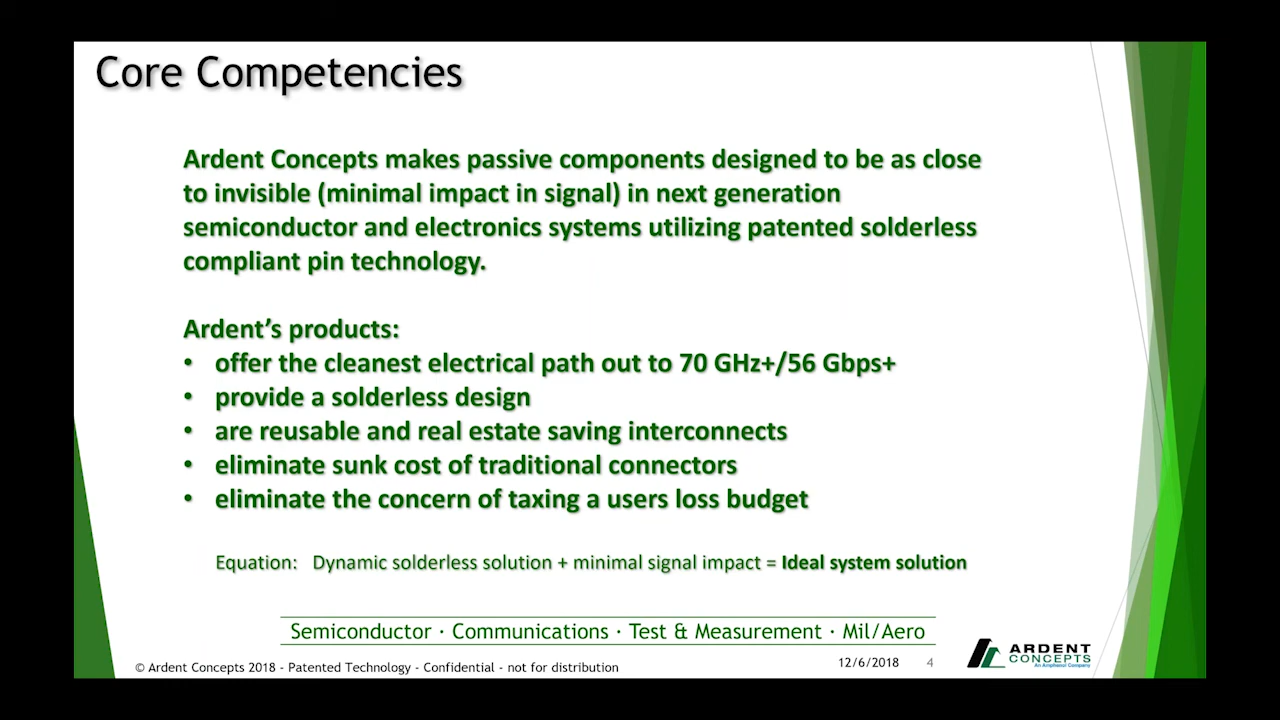 Core Competencies
Ardent Concepts makes passive components designed to be as close
to invisible (minimal impact in signal) in next generation
semiconductor and electronics systems utilizing patented solderless
compliant pin technology.
Ardent’s products:
• offer the cleanest electrical path out to 70 GHz+/56 Gbps+
• provide a solderless design
• are reusable and real estate saving interconnects
• eliminate sunk cost of traditional connectors
• eliminate the concern of taxing a users loss budget
Equation: Dynamic solderless solution + minimal signal impact = Ideal system solution
Semiconductor · Communications · Test & Measurement · Mil/Aero
© Ardent Concepts 2018 - Patented Technology - Confidential - not for distribution
12/6/2018 4
ARDENT
CONCEPTS
An Amphenol Company